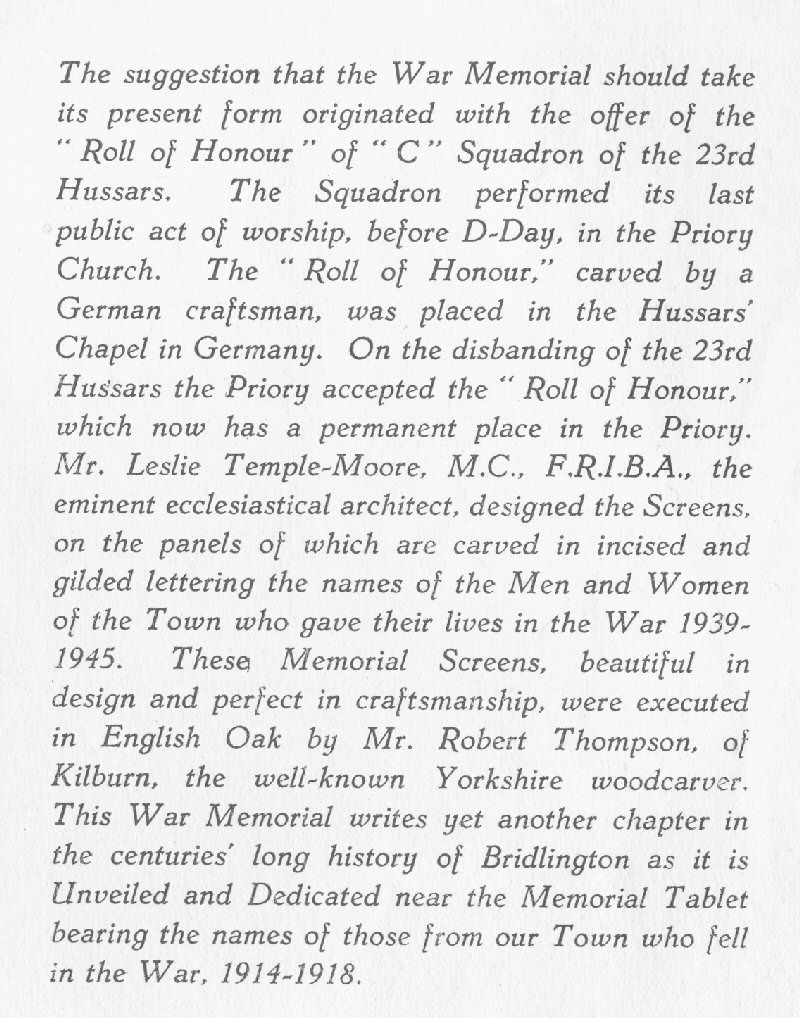 The suggestion that the War Memorial should take
its present form originated with the offer of the
“ Roll of Honour ” of “ C ” Squadron of the 23rd
Hussars. The Squadron performed its last
public act of worship, before D-Day, in the Priory
Church. The “ Roll of Honour,” carved by a
German craftsman, was placed in the Hussars’
Chapel in Germany. On the disbanding of the 23rd
Hussars the Priory accepted the “ Roll of Honour,”
which now has a permanent place in the Priory.
Mr. Leslie Temple-Moore, M.C., F.R.I.B.A., the
eminent ecclesiastical architect, designed the Screens,
on the panels of which are carved in incised and
gilded lettering the names of the Men and Women
of the Town who gave their lives in the War 1939-
1945. These Memorial Screens, beautiful in
design and perfect in craftsmanship, were executed
in English Oak by Mr. Robert Thompson, of
Kilburn, the well-known Yorkshire woodcarver.
This War Memorial writes yet another chapter in
the centuries’ long history of Bridlington as it is
Unveiled and Dedicated near the Memorial Tablet
bearing the names of those from our Town who fell
in the War, 1914-1918.